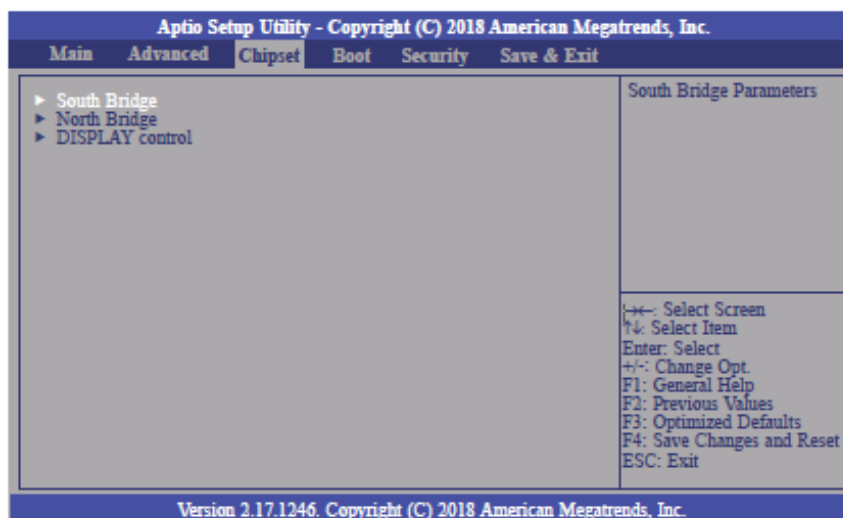 Aptio Setup Utility - Copyright (C) 2018 American Megatrends, Inc.
Main Advanced Chipset Boot Security Save & Exit
► South Bridge
► North Bridge
► DISPLAY control
South Bridge Parameters
→←: Select Screen
↑↓: Select Item
Enter: Select
+/-: Change Opt.
F1: General Help
F2: Previous Values
F3: Optimized Defaults
F4: Save Changes and Reset
ESC: Exit
Version 2.17.1246. Copyright (C) 2018 American Megatrends, Inc.